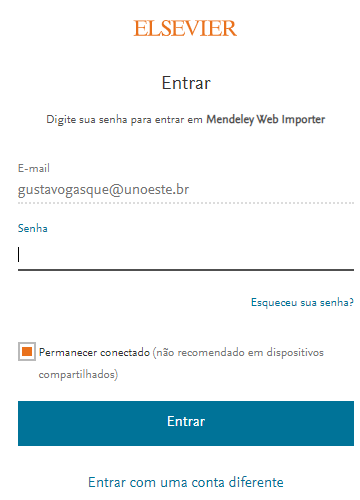 ELSEVIER
Entrar
Digite sua senha para entrar em Mendeley Web Importer
E-mail
gustavogasque@unoeste.br
Senha
Esqueceu sua senha?
Permanecer conectado (não recomendado em dispositivos
compartilhados)
Entrar
Entrar com uma conta diferente